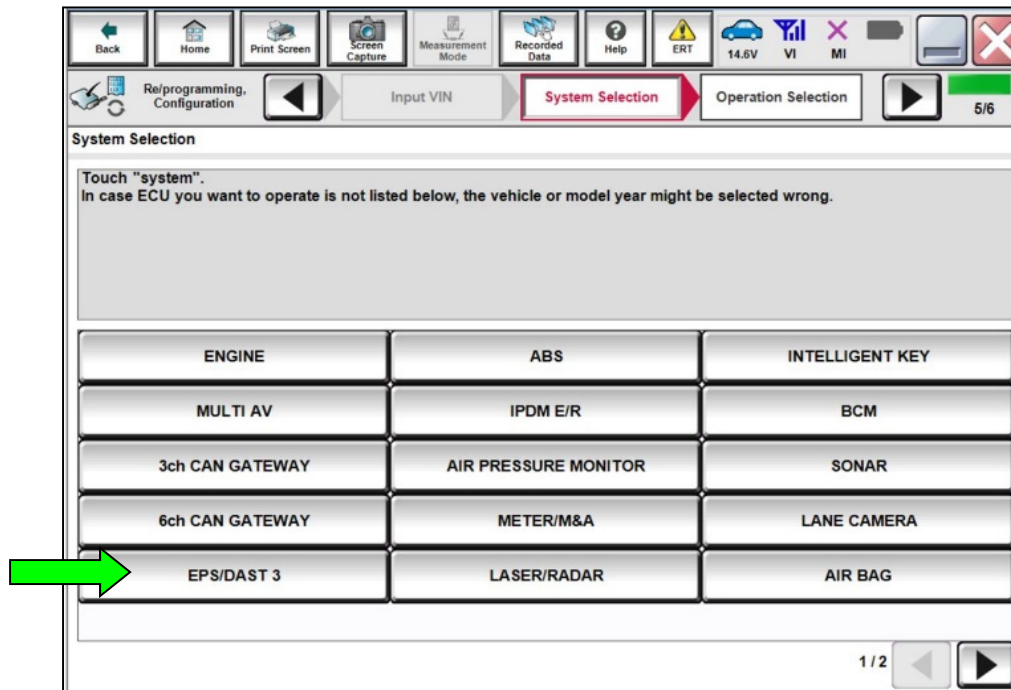 Back Home Print Screen Screen Capture Measurement Mode Recorded Data Help ERT 14.6V VI MI
Re/programming, Configuration Input VIN System Selection Operation Selection 5/6
System Selection
Touch "system".
In case ECU you want to operate is not listed below, the vehicle or model year might be selected wrong.
ENGINE ABS INTELLIGENT KEY
MULTI AV IPDM E/R BCM
3ch CAN GATEWAY AIR PRESSURE MONITOR SONAR
6ch CAN GATEWAY METER/M&A LANE CAMERA
EPS/DAST 3 LASER/RADAR AIR BAG
1 / 2